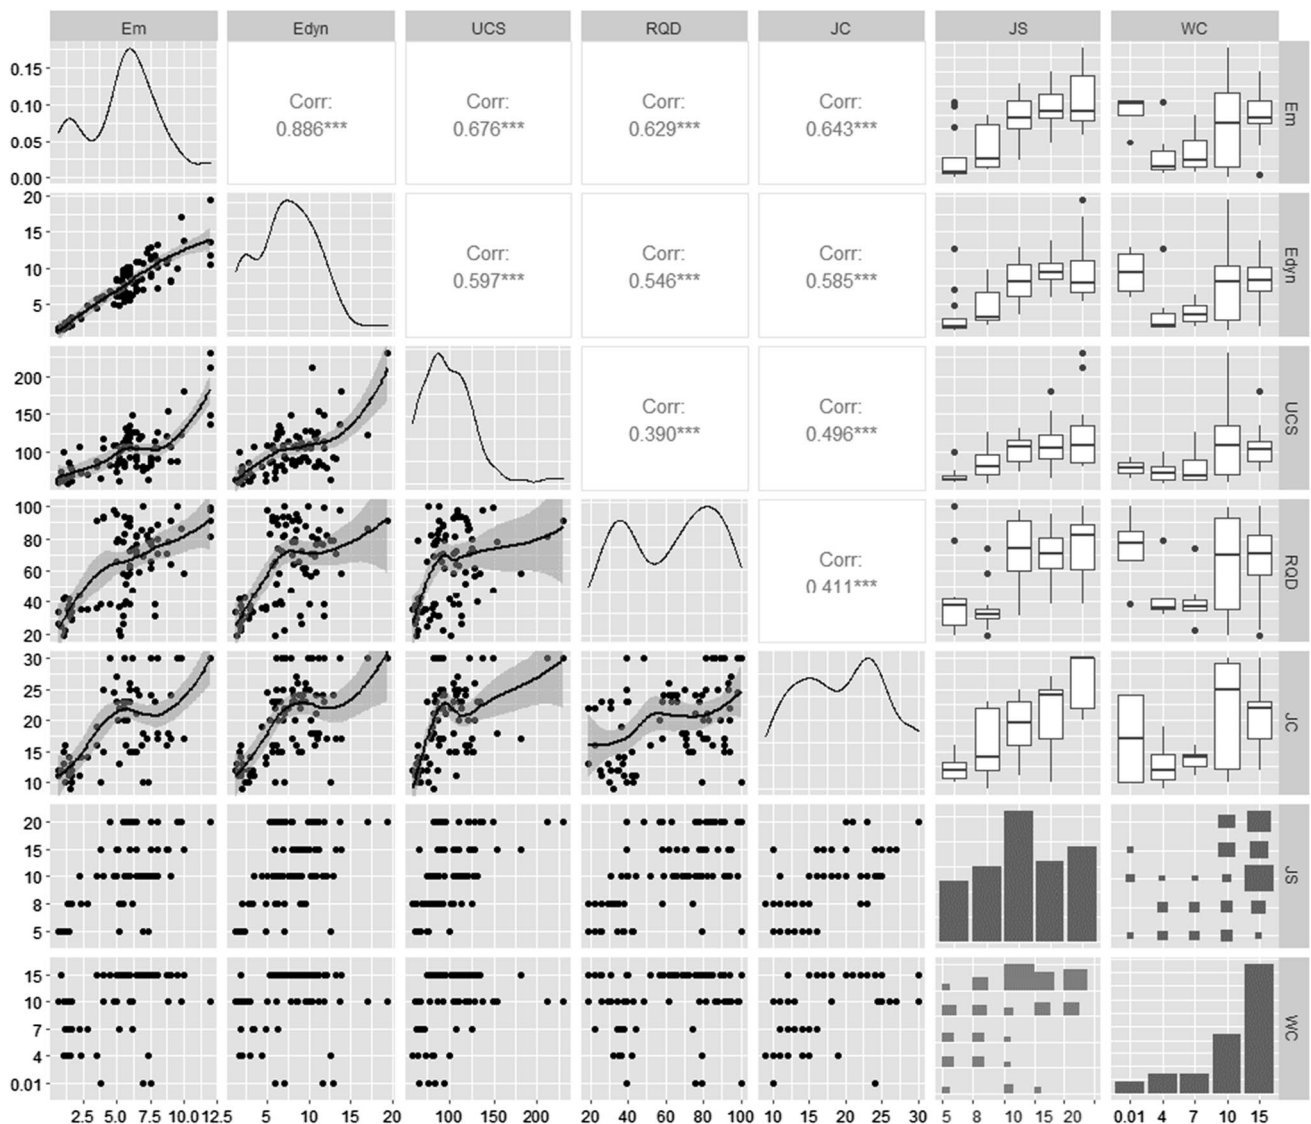 Em Edyn UCS RQD JC JS WC
0.15
0.10
0.05
0.00
Corr:
0.886***
Corr:
0.676***
Corr:
0.629***
Corr:
0.643***
Em
20
15
10
5
Corr:
0.597***
Corr:
0.546***
Corr:
0.585***
Edyn
200
150
100
Corr:
0.390***
Corr:
0.496***
UCS
100
80
60
40
20
Corr:
0.411***
RQD
30
25
20
15
10
JC
20
15
10
8
5
JS
15
10
7
4
0.01
WC
2.5 5.0 7.5 10.0 12.5 5 10 15 20 100 150 200 20 40 60 80 100 10 15 20 25 30 5 8 10 15 20 0.01 4 7 10 15